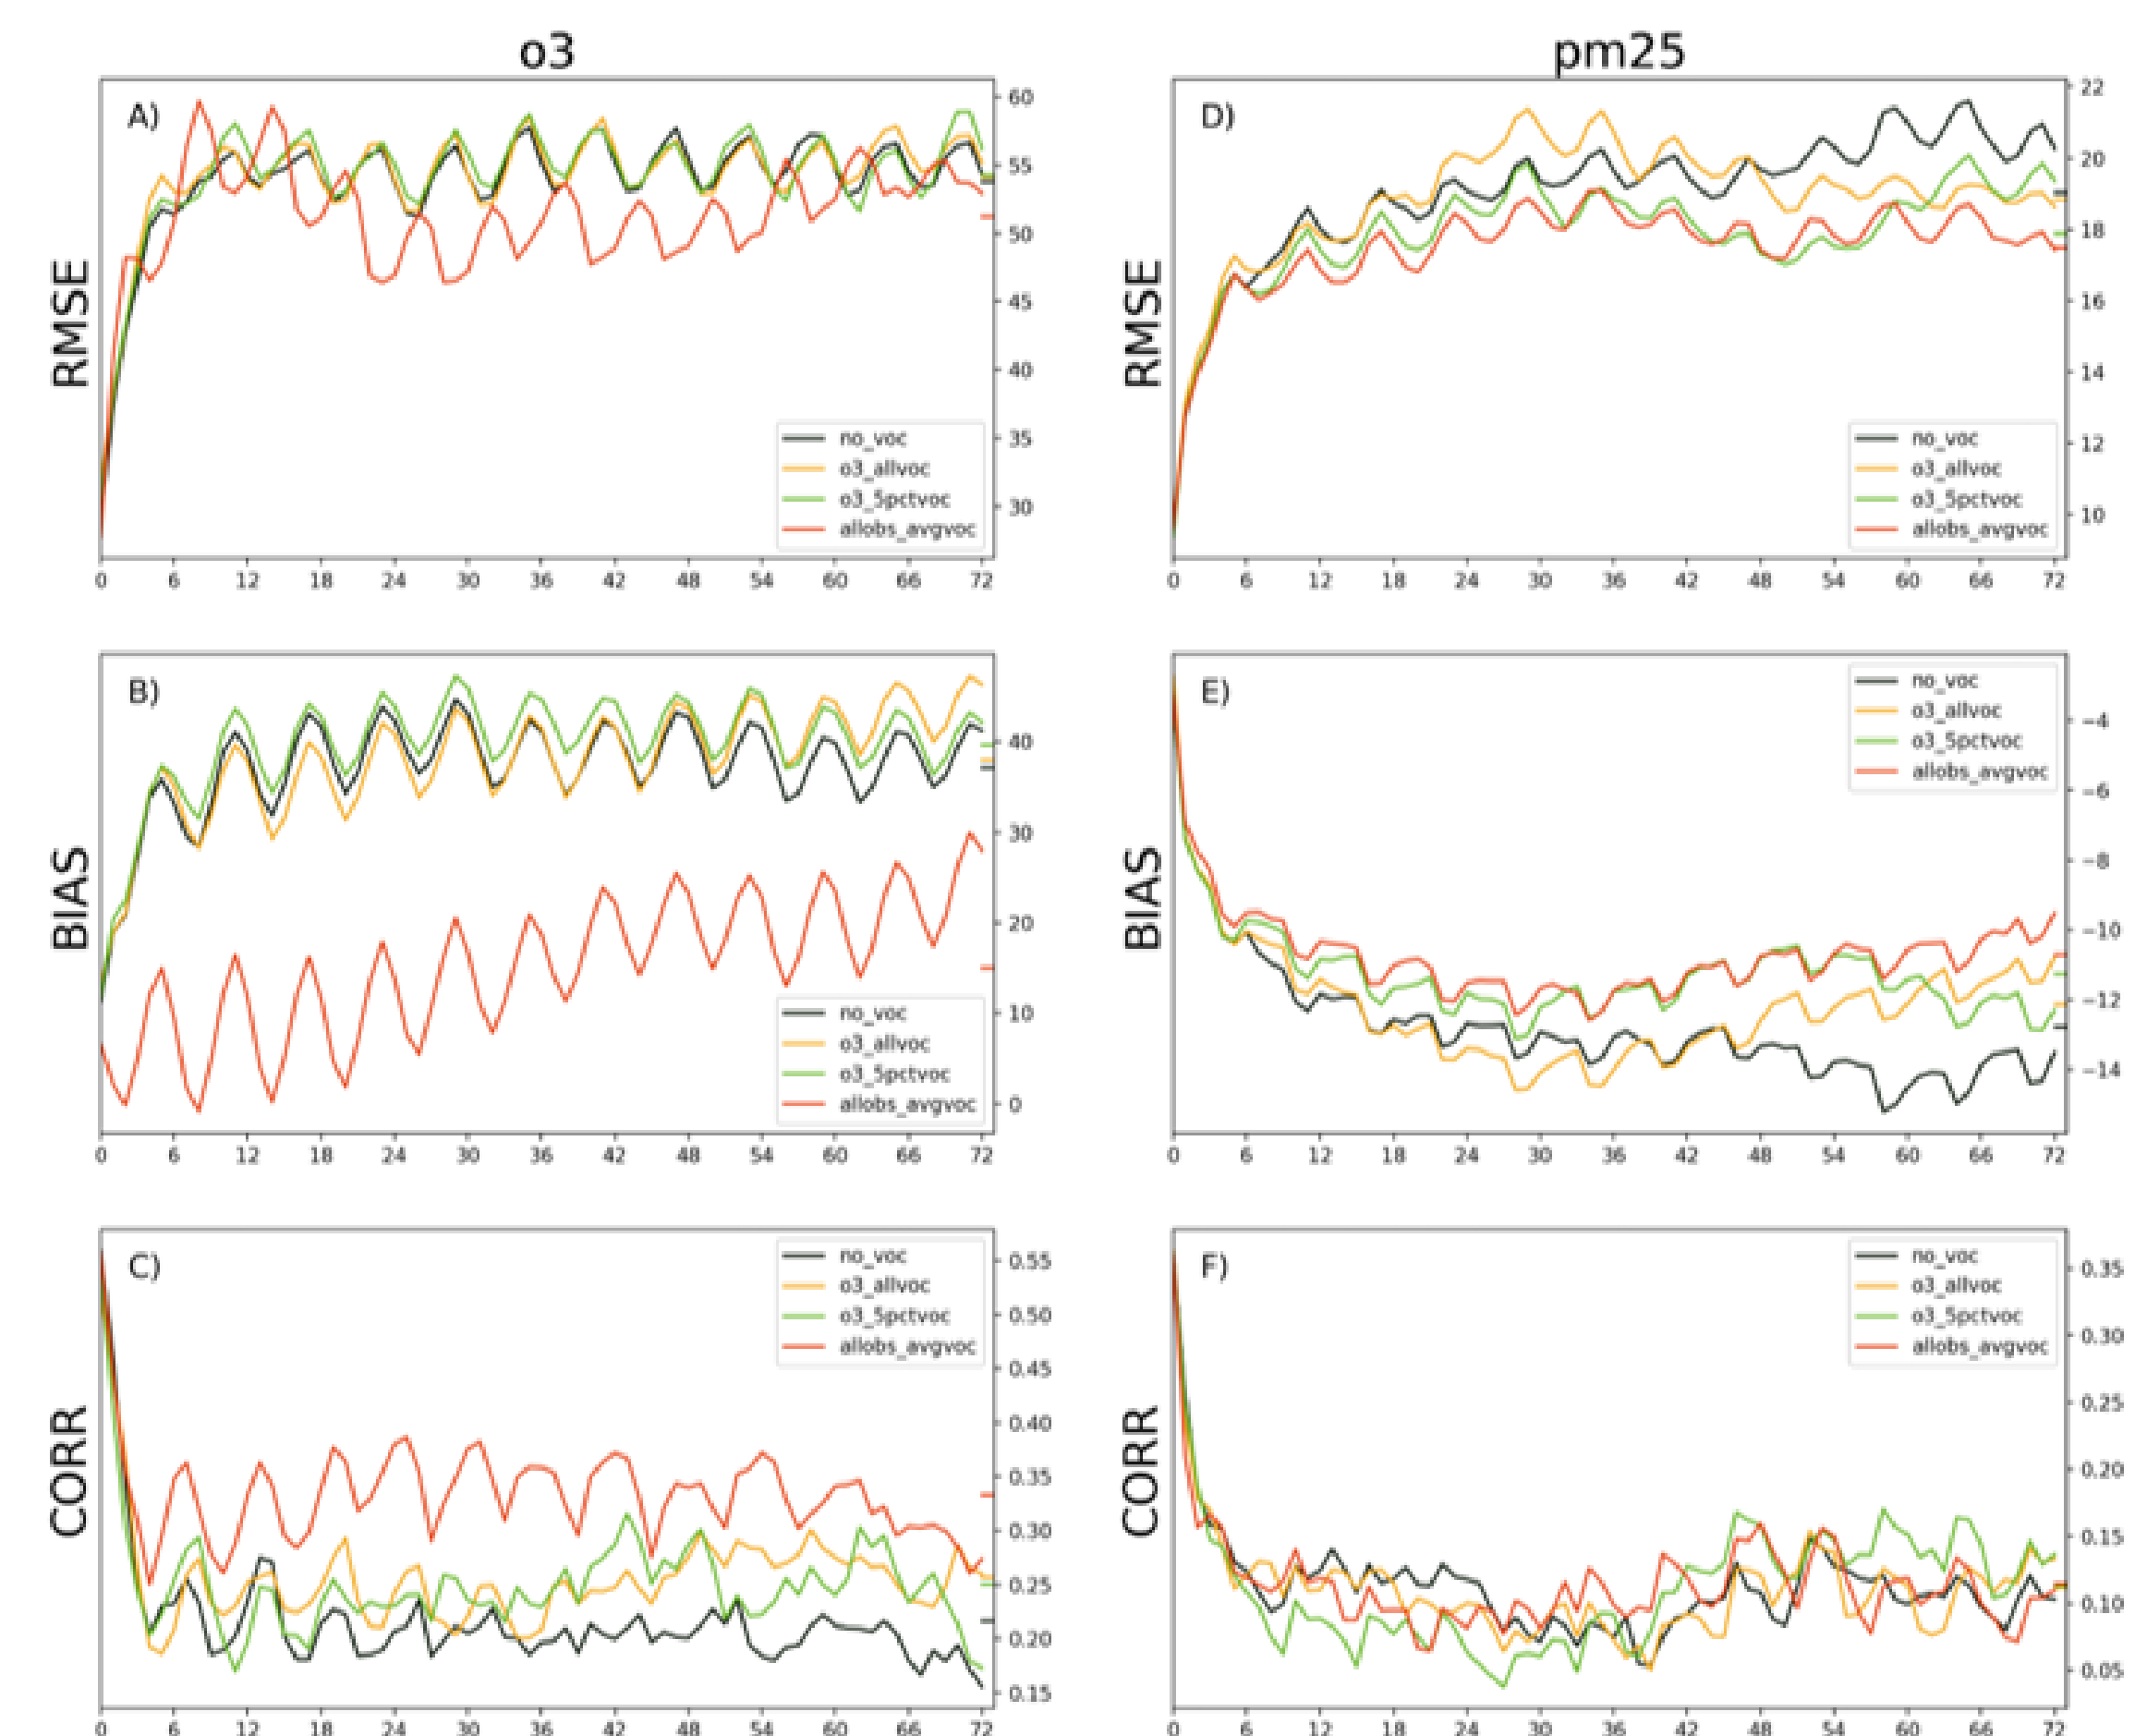 o3
A)
RMSE
60
55
50
45
40
35
30
no_voc
o3_allvoc
o3_5pctvoc
allobs_avgvoc
0 6 12 18 24 30 36 42 48 54 60 66 72
pm25
D)
RMSE
22
20
18
16
14
12
10
no_voc
o3_allvoc
o3_5pctvoc
allobs_avgvoc
0 6 12 18 24 30 36 42 48 54 60 66 72
B)
BIAS
40
30
20
10
0
no_voc
o3_allvoc
o3_5pctvoc
allobs_avgvoc
0 6 12 18 24 30 36 42 48 54 60 66 72
E)
BIAS
no_voc
o3_allvoc
o3_5pctvoc
allobs_avgvoc
−4
−6
−8
−10
−12
−14
0 6 12 18 24 30 36 42 48 54 60 66 72
C)
CORR
no_voc
o3_allvoc
o3_5pctvoc
allobs_avgvoc
0.55
0.50
0.45
0.40
0.35
0.30
0.25
0.20
0.15
0 6 12 18 24 30 36 42 48 54 60 66 72
F)
CORR
no_voc
o3_allvoc
o3_5pctvoc
allobs_avgvoc
0.35
0.30
0.25
0.20
0.15
0.10
0.05
0 6 12 18 24 30 36 42 48 54 60 66 72